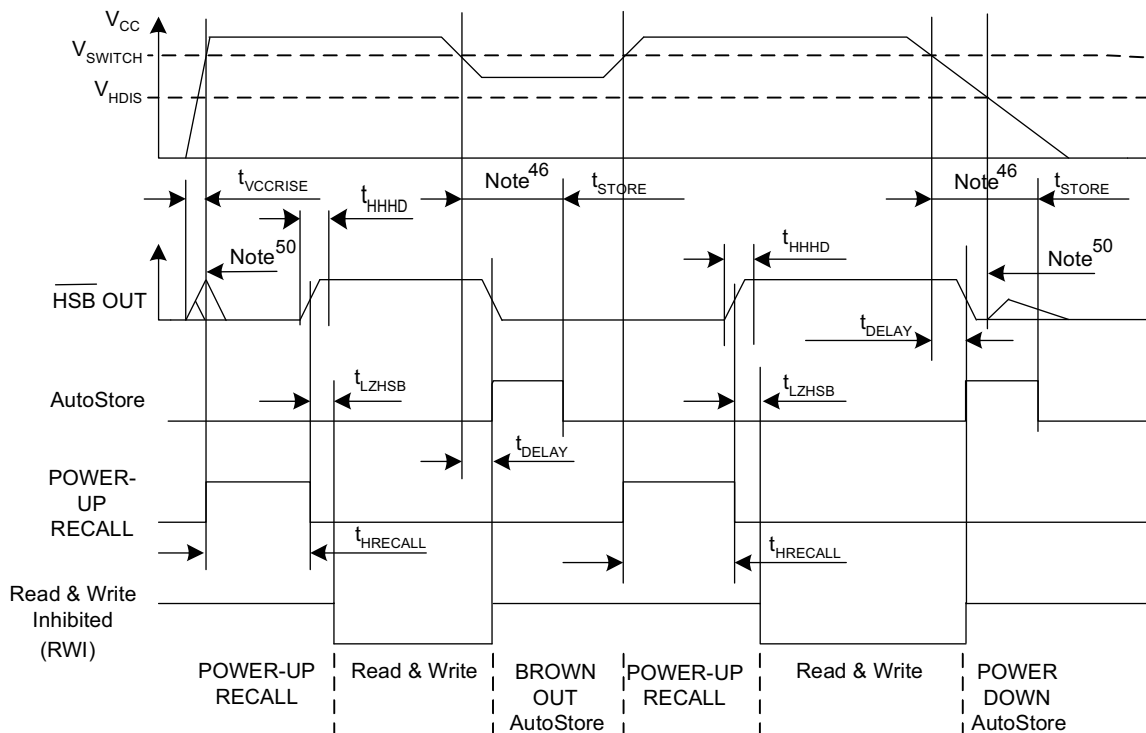 VCC
VSWITCH
VHDIS
tVCCRISE
tHHHD
Note46
tSTORE
Note46
tSTORE
Note50
tHHHD
Note50
HSB OUT
tDELAY
tLZHSB
tLZHSB
AutoStore
tDELAY
POWER-
UP
RECALL
tHRECALL
tHRECALL
Read & Write
Inhibited
(RWI)
POWER-UP
RECALL
Read & Write
BROWN
OUT
AutoStore
POWER-UP
RECALL
Read & Write
POWER
DOWN
AutoStore